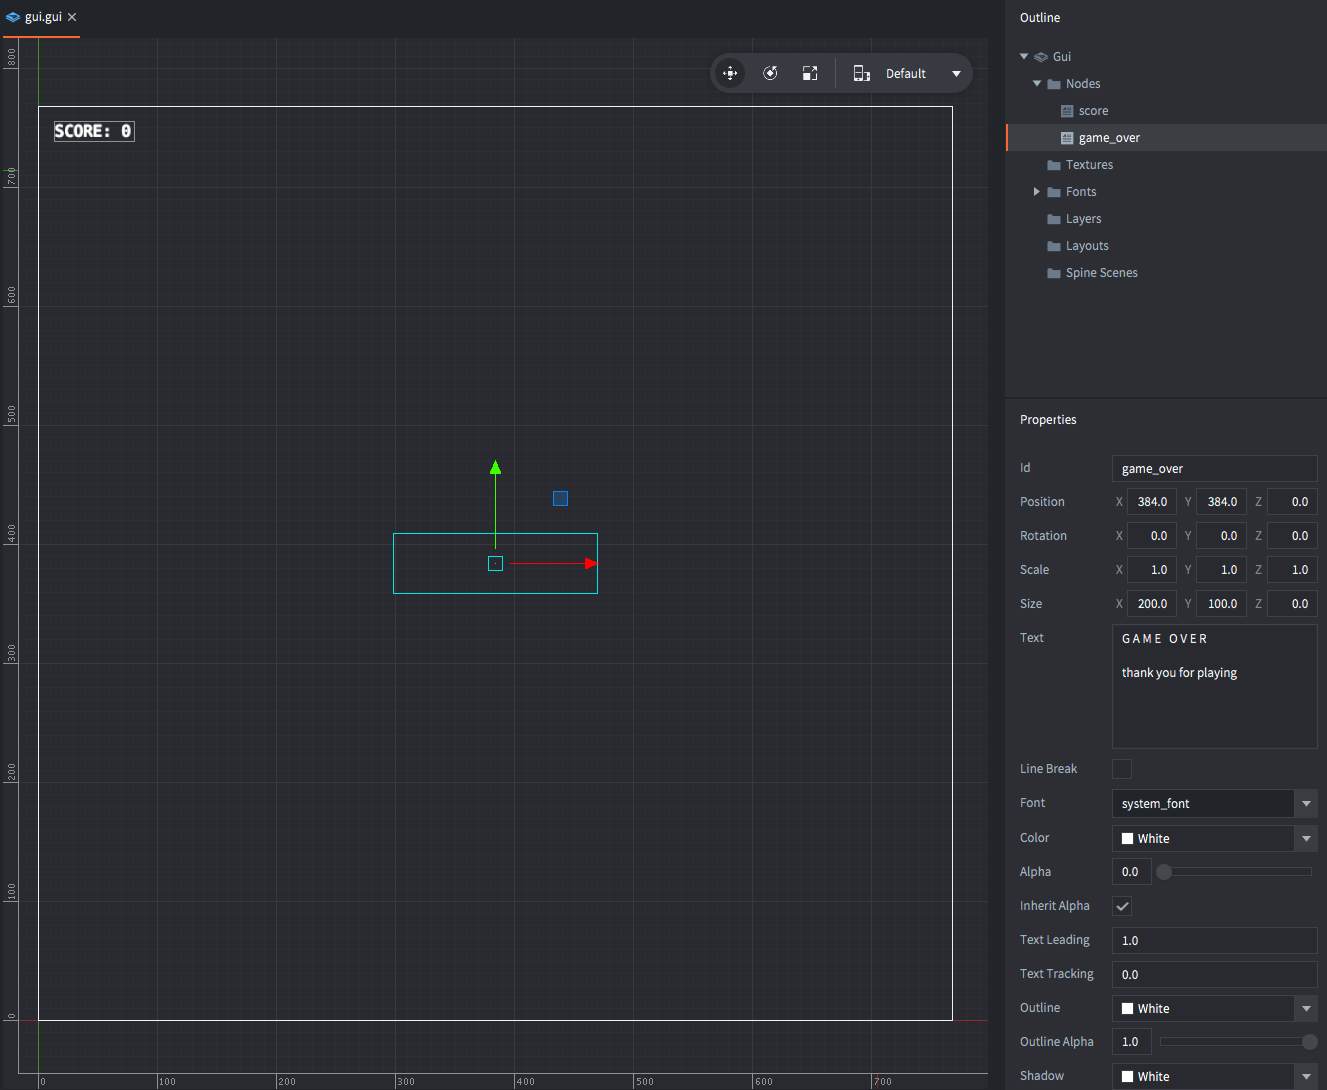 gui.gui
Default
SCORE: 0
800
700
600
500
400
300
200
100
0
0
100
200
300
400
500
600
700
Outline
Gui
Nodes
score
game_over
Textures
Fonts
Layers
Layouts
Spine Scenes
Properties
Id game_over
Position X 384.0 Y 384.0 Z 0.0
Rotation X 0.0 Y 0.0 Z 0.0
Scale X 1.0 Y 1.0 Z 1.0
Size X 200.0 Y 100.0 Z 0.0
Text G A M E O V E R
thank you for playing
Line Break
Font system_font
Color White
Alpha 0.0
Inherit Alpha
Text Leading 1.0
Text Tracking 0.0
Outline White
Outline Alpha 1.0
Shadow White